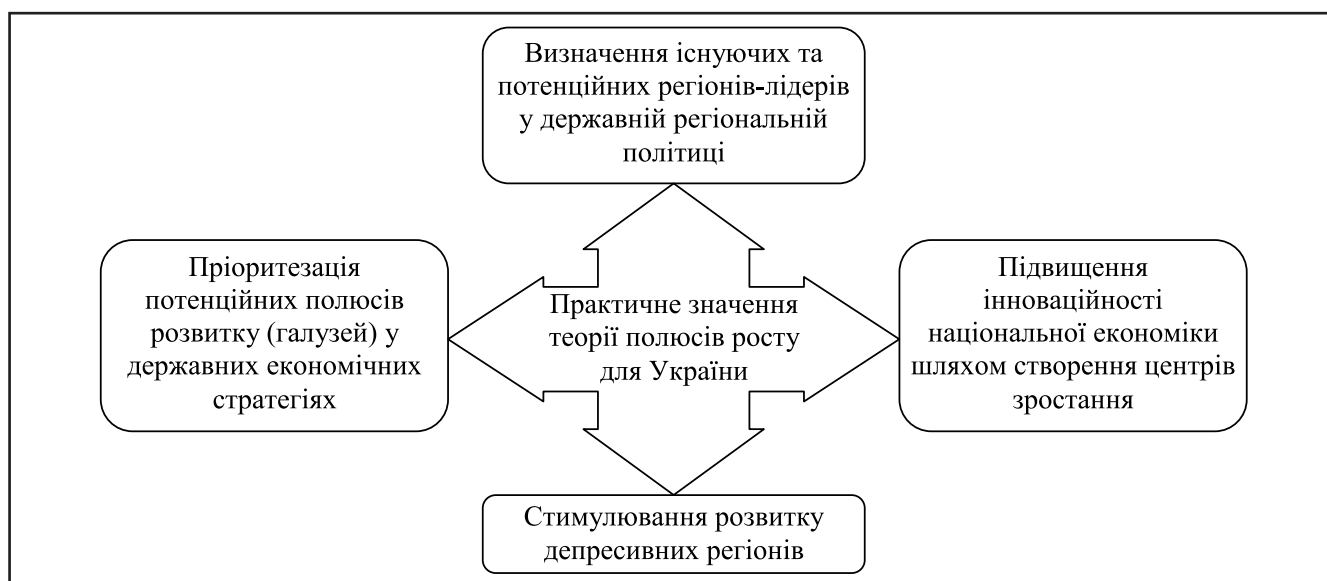 Визначення існуючих та
потенційних регіонів-лідерів
у державній регіональній
політиці
Пріоритезація
потенційних полюсів
розвитку (галузей) у
державних економічних
стратегіях
Практичне значення
теорії полюсів росту
для України
Підвищення
інноваційності
національної економіки
шляхом створення центрів
зростання
Стимулювання розвитку
депресивних регіонів